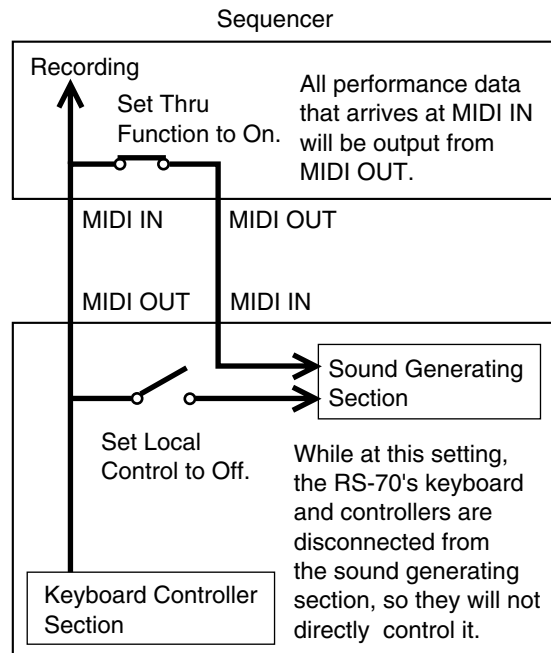 Sequencer
Recording
Set Thru
Function to On.
All performance data
that arrives at MIDI IN
will be output from
MIDI OUT.
MIDI IN
MIDI OUT
MIDI OUT
MIDI IN
Sound Generating
Section
Set Local
Control to Off.
While at this setting,
the RS-70's keyboard
and controllers are
disconnected from
the sound generating
section, so they will not
directly control it.
Keyboard Controller
Section